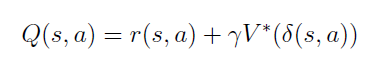 Q(s, a) = r(s, a) + γV*(δ(s, a))